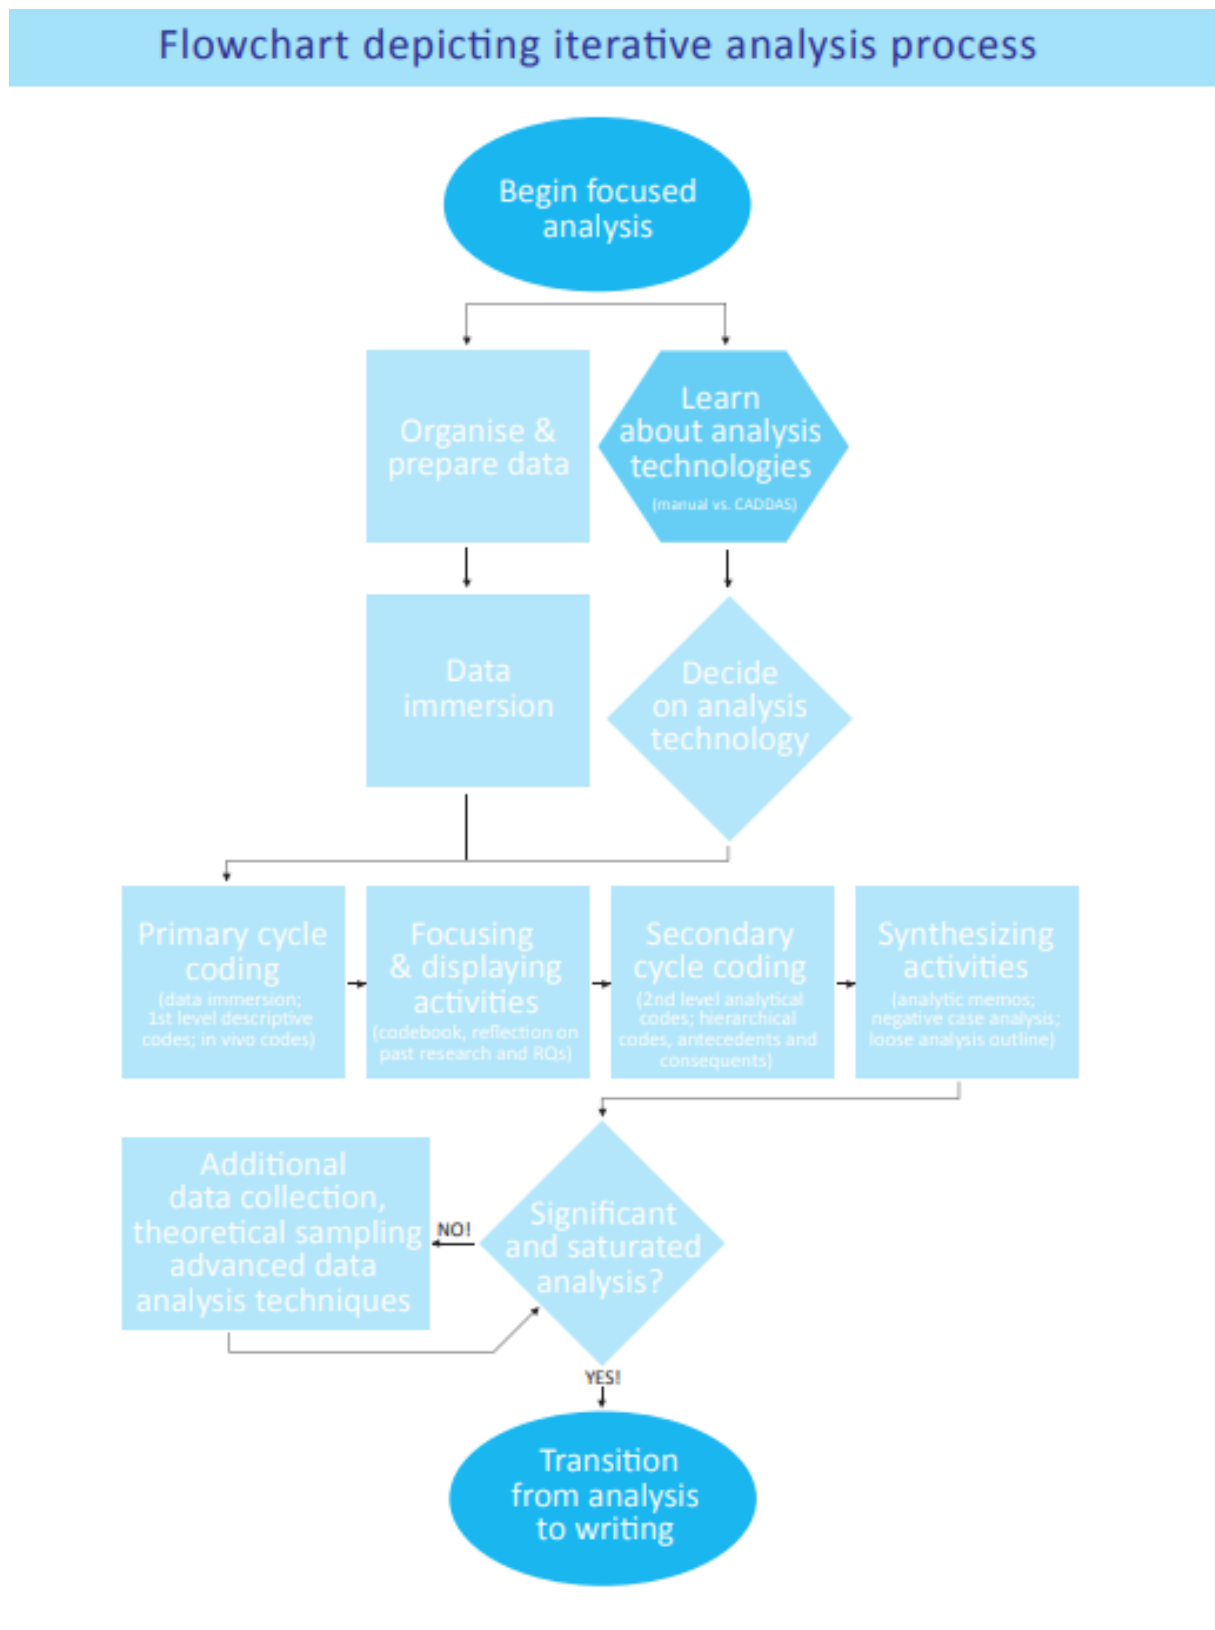 Flowchart depicting iterative analysis process
Begin focused
analysis
Organise &
prepare data
Learn
about analysis
technologies
(manual vs. CADDAS)
Data
immersion
Decide
on analysis
technology
Primary cycle
coding
(data immersion;
1st level descriptive
codes; in vivo codes)
Focusing
& displaying
activities
(codebook, reflection on
past research and RQs)
Secondary
cycle coding
(2nd level analytical
codes; hierarchical
codes, antecedents and
consequents)
Synthesizing
activities
(analytic memos;
negative case analysis;
loose analysis outline)
Additional
data collection,
theoretical sampling
advanced data
analysis techniques
NO!
Significant
and saturated
analysis?
YES!
Transition
from analysis
to writing